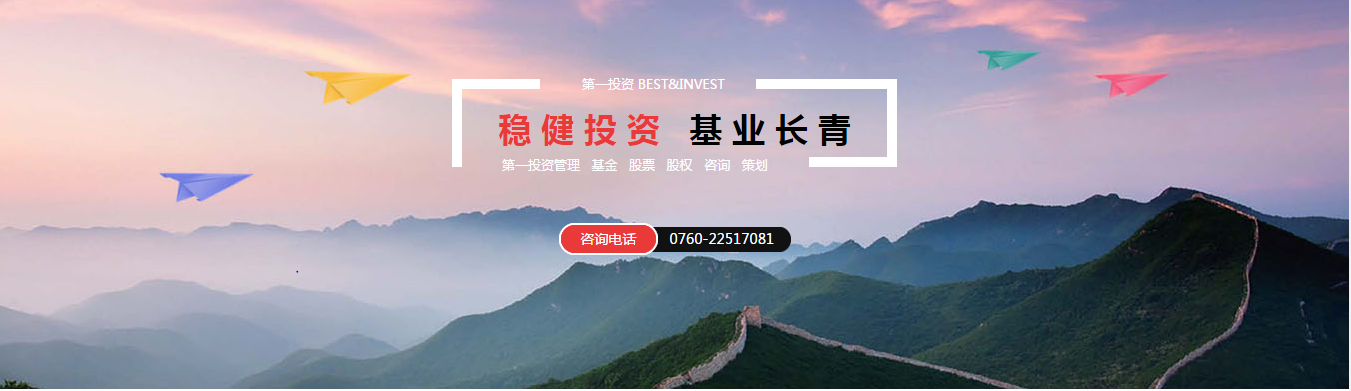 第一投资 BEST&INVEST
稳健投资 基业长青
第一投资管理 基金 股票 股权 咨询 策划
咨询电话 0760-22517081